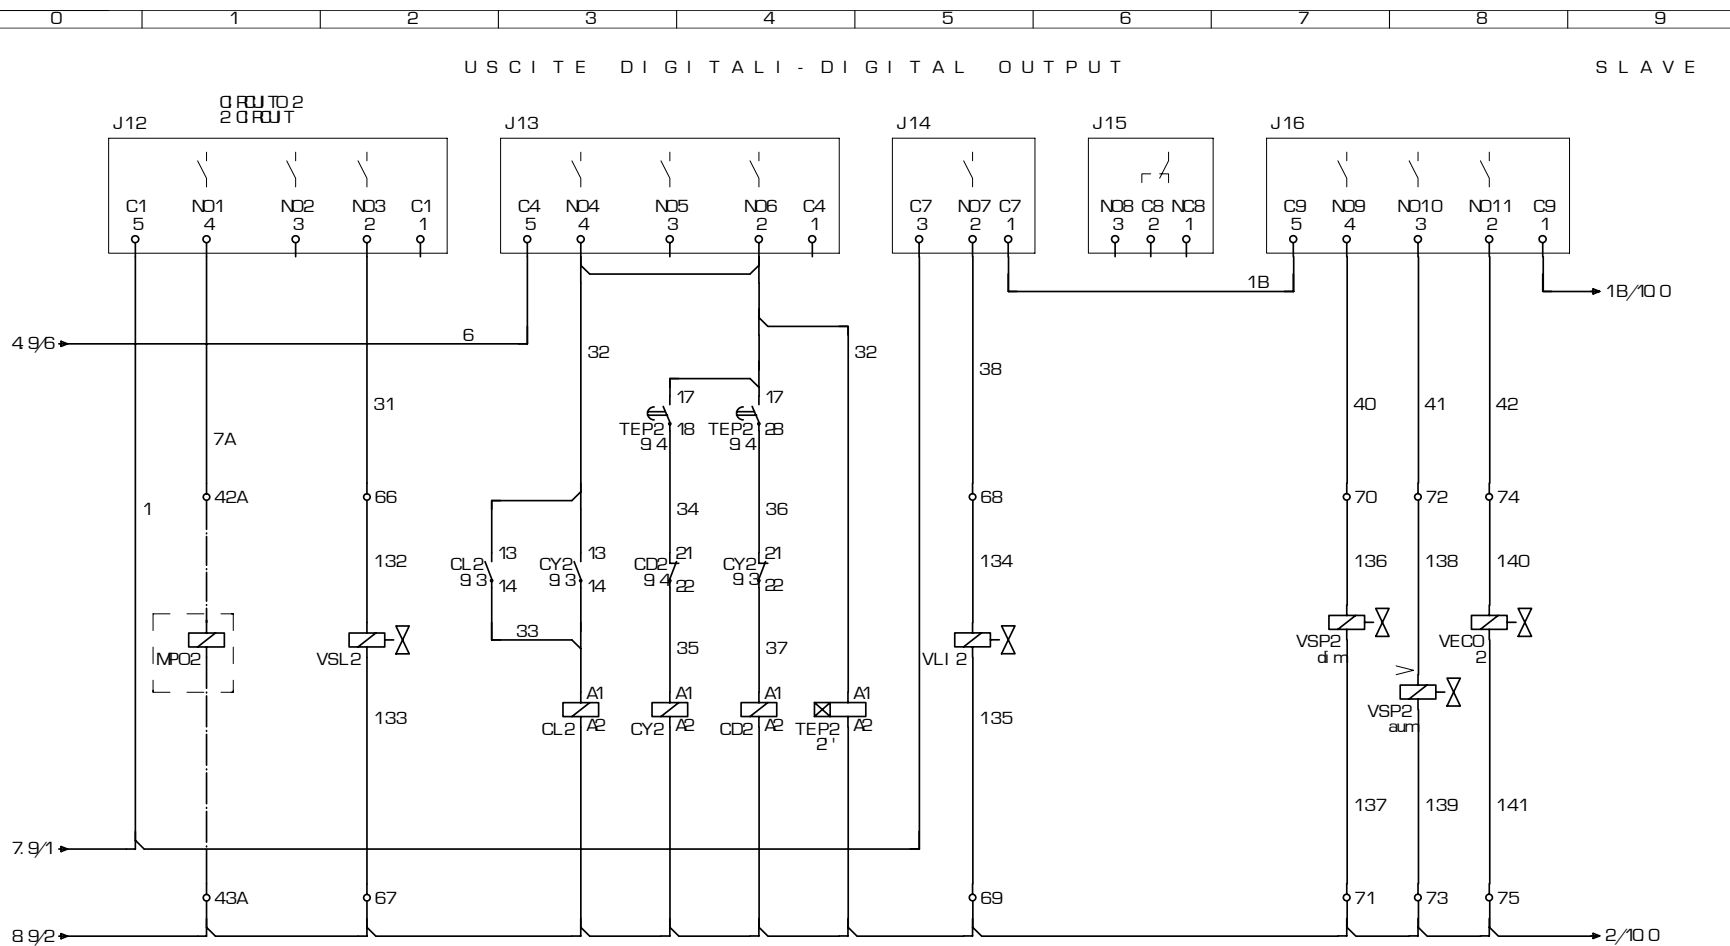 0 1 2 3 4 5 6 7 8 9
USCITE DIGITALI - DIGITAL OUTPUT
SLAVE
CIRCUITO 2
2 CIRCUIT
J12 J13 J14 J15 J16
C1 NO1 NO2 NO3 C1 C4 NO4 NO5 NO6 C4 C7 NO7 C7 NO8 C8 NC8 C9 NO9 NO10 NO11 C9
5 4 3 2 1 5 4 3 2 1 3 2 1 3 2 1 5 4 3 2 1
1B 1B/10.0
4.9/6 6
32 32
38
31 17 17 40 41 42
7A TEP2 18 TEP2 28
9.4 9.4
42A 66 68 70 72 74
1 34 36
132 CL2 13 CY2 13 CD2 21 CY2 21 134 136 138 140
9.3 14 9.3 14 9.4 22 9.3 22
33
MPO2 VSL2 35 37 VLI2 VSP2 VECO
dim 2
A1 A1 A1 A1
133 CL2 A2 CY2 A2 CD2 A2 TEP2 A2 135 VSP2
2' aum
137 139 141
7.9/1
43A 67 69 71 73 75
8.9/2 2/10.0